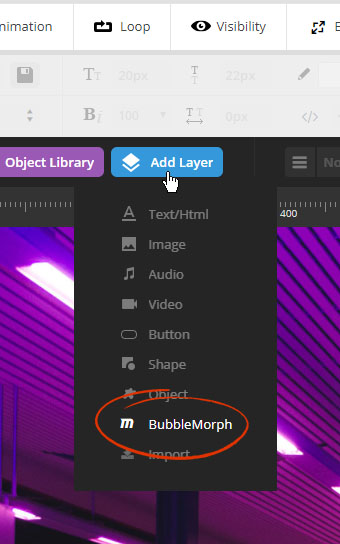 nimation Loop Visibility E
20px 22px
100 0px
Object Library Add Layer No
400
Text/Html
Image
Audio
Video
Button
Shape
Object
BubbleMorph
Import